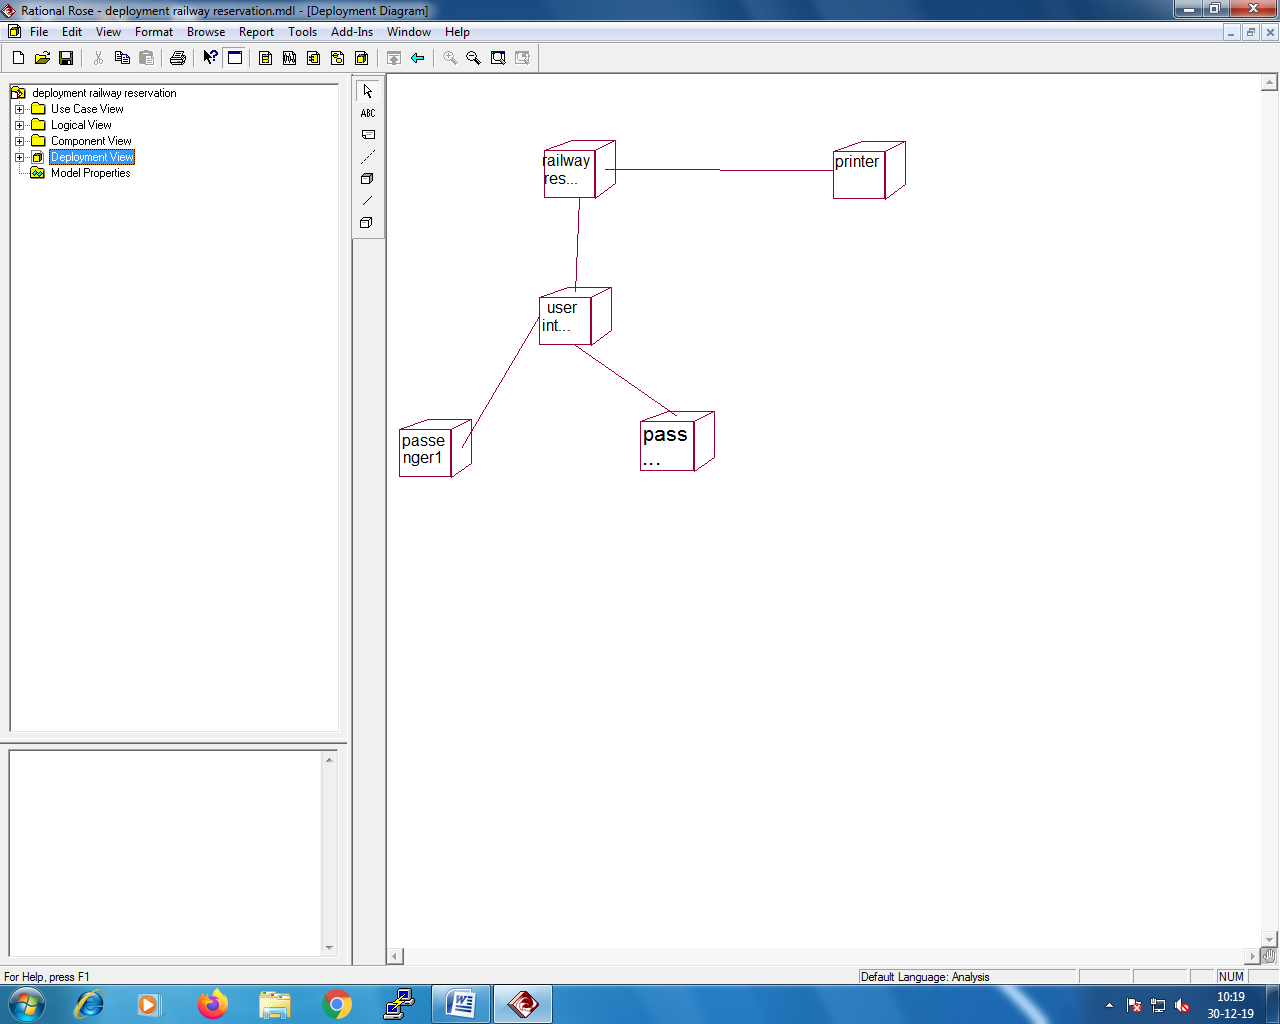 Rational Rose - deployment railway reservation.mdl - [Deployment Diagram]
File Edit View Format Browse Report Tools Add-Ins Window Help
ABC
deployment railway reservation
Use Case View
Logical View
Component View
Deployment View
Model Properties
railway
res...
printer
user
int...
passe
nger1
pass
...
For Help, press F1
Default Language: Analysis
NUM
10:19
30-12-19